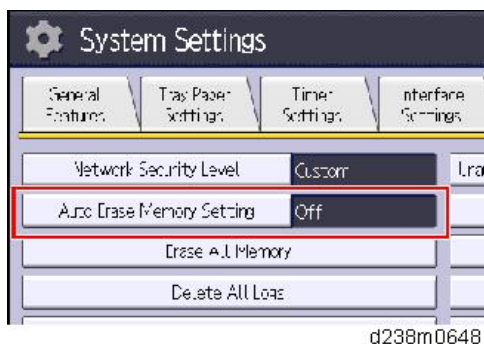 System Settings
General Features
Tray Paper Settings
Timer Settings
Interface Settings
Network Security Level
Custom
Auto Erase Memory Setting
Off
Erase All Memory
Delete All Logs
d238m0648